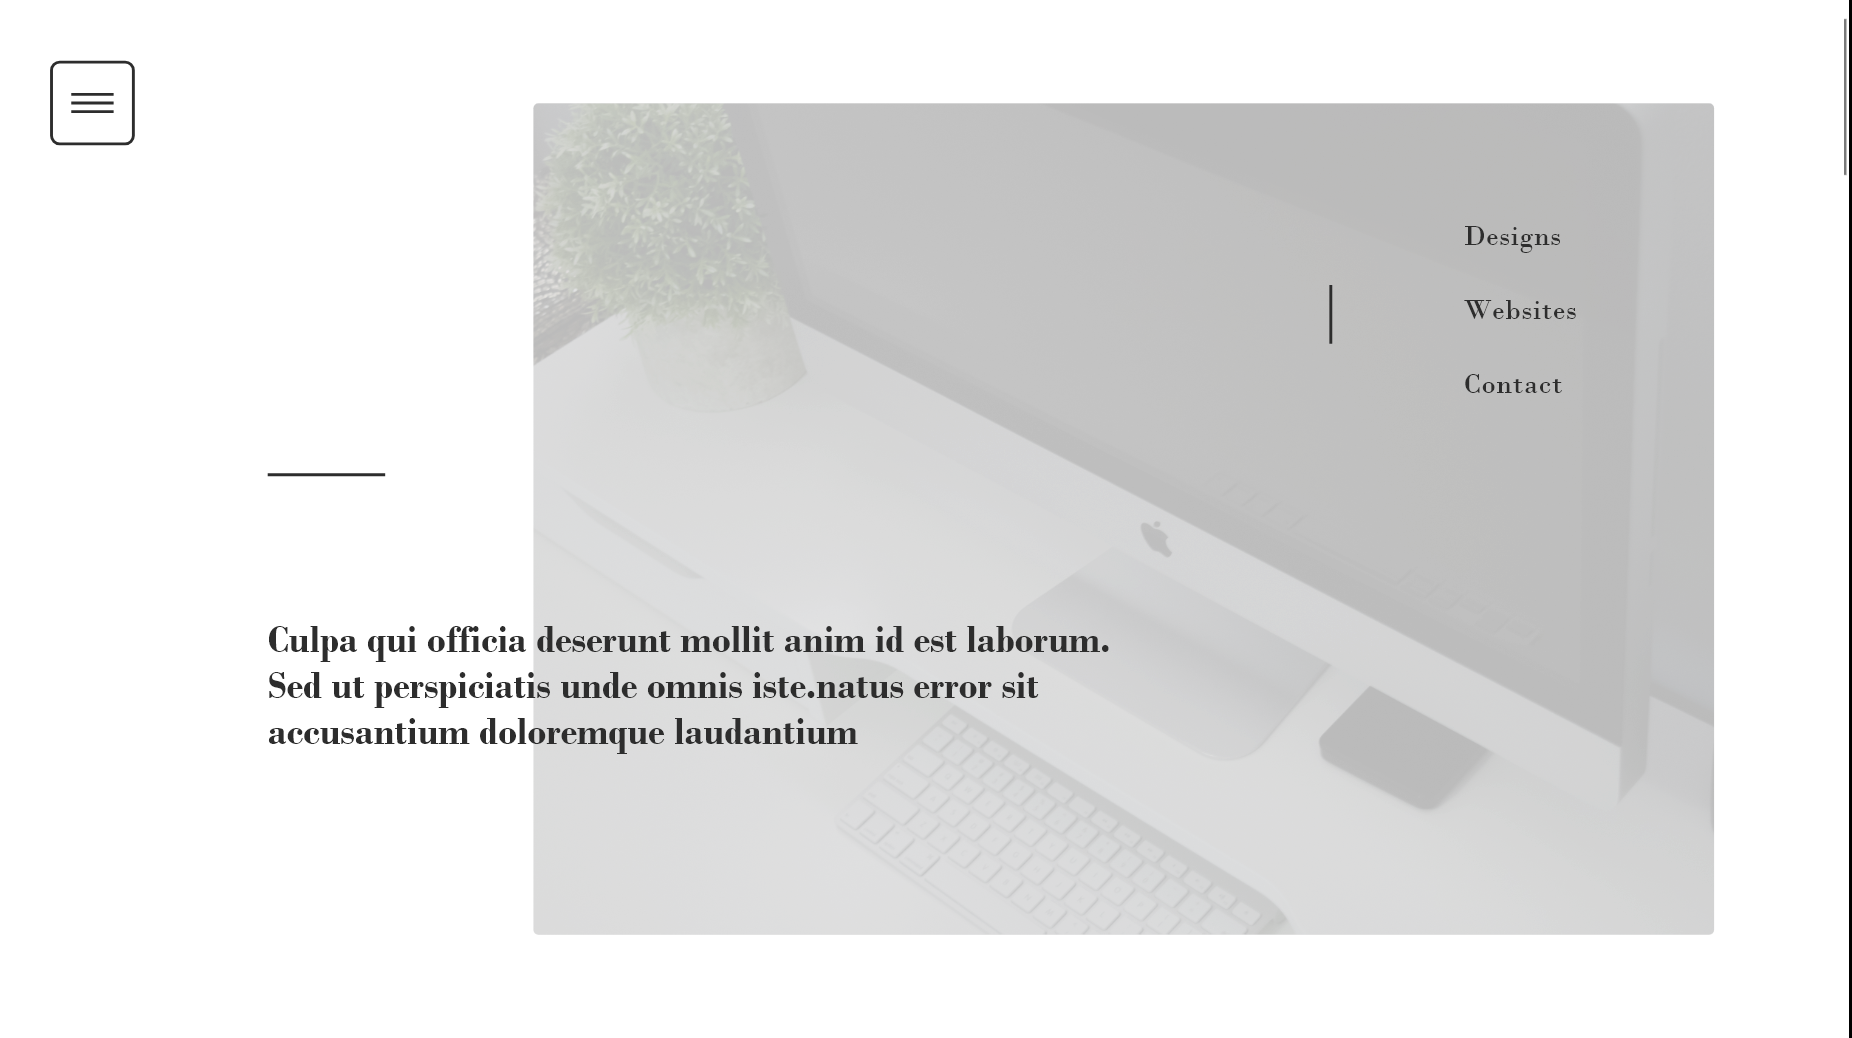 Designs
Websites
Contact
Culpa qui officia deserunt mollit anim id est laborum.
Sed ut perspiciatis unde omnis iste.natus error sit
accusantium doloremque laudantium